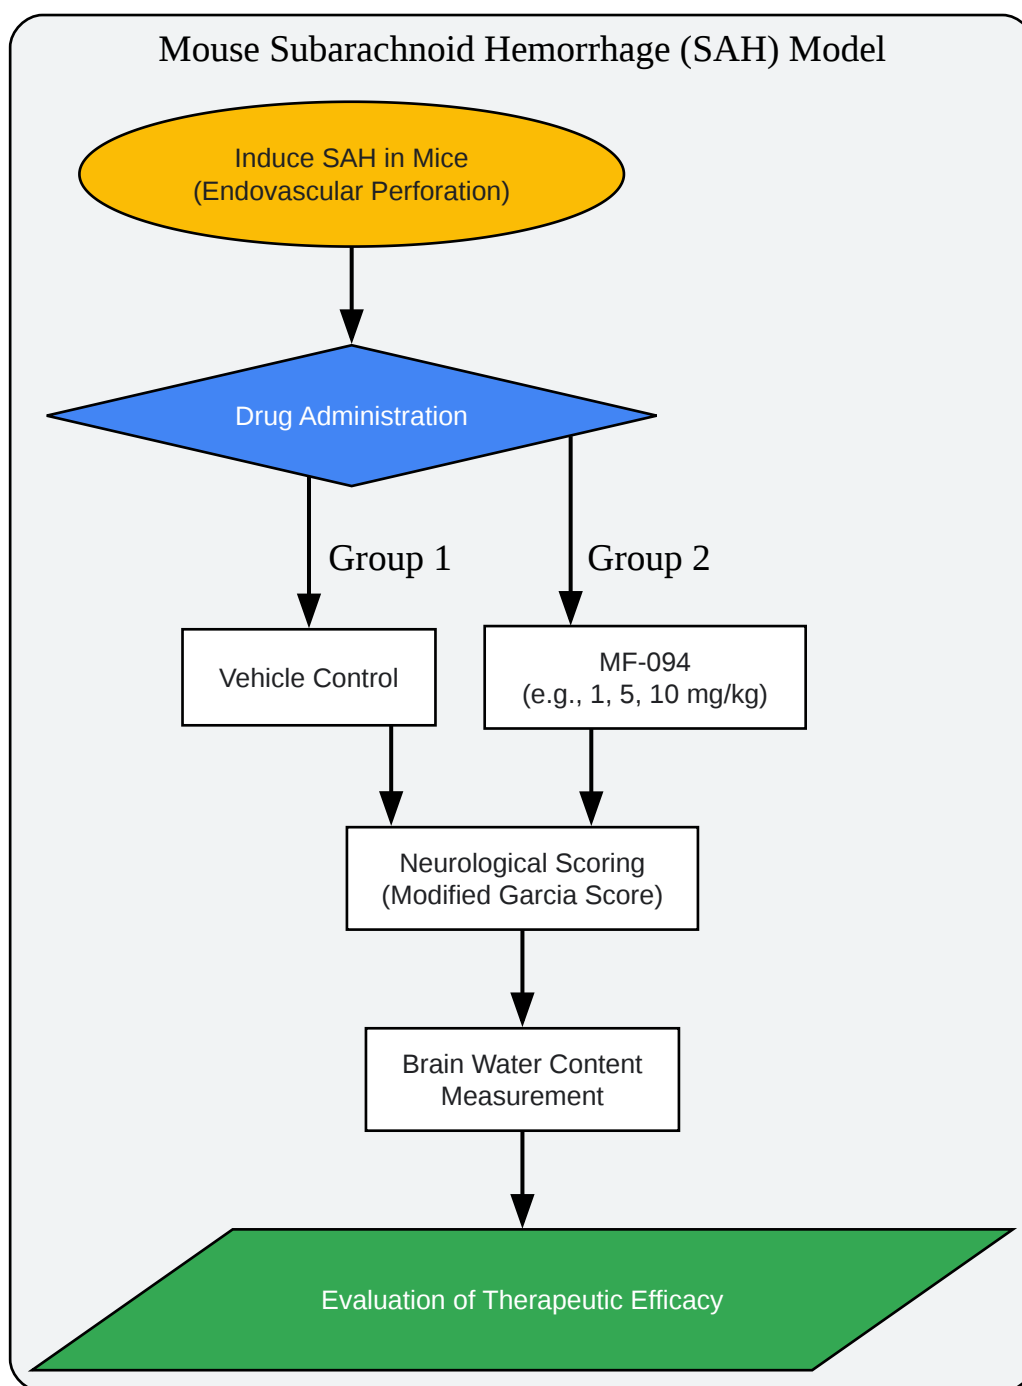 Mouse Subarachnoid Hemorrhage (SAH) Model
Induce SAH in Mice
(Endovascular Perforation)
Drug Administration
Group 1
Group 2
Vehicle Control
MF-094
(e.g., 1, 5, 10 mg/kg)
Neurological Scoring
(Modified Garcia Score)
Brain Water Content
Measurement
Evaluation of Therapeutic Efficacy